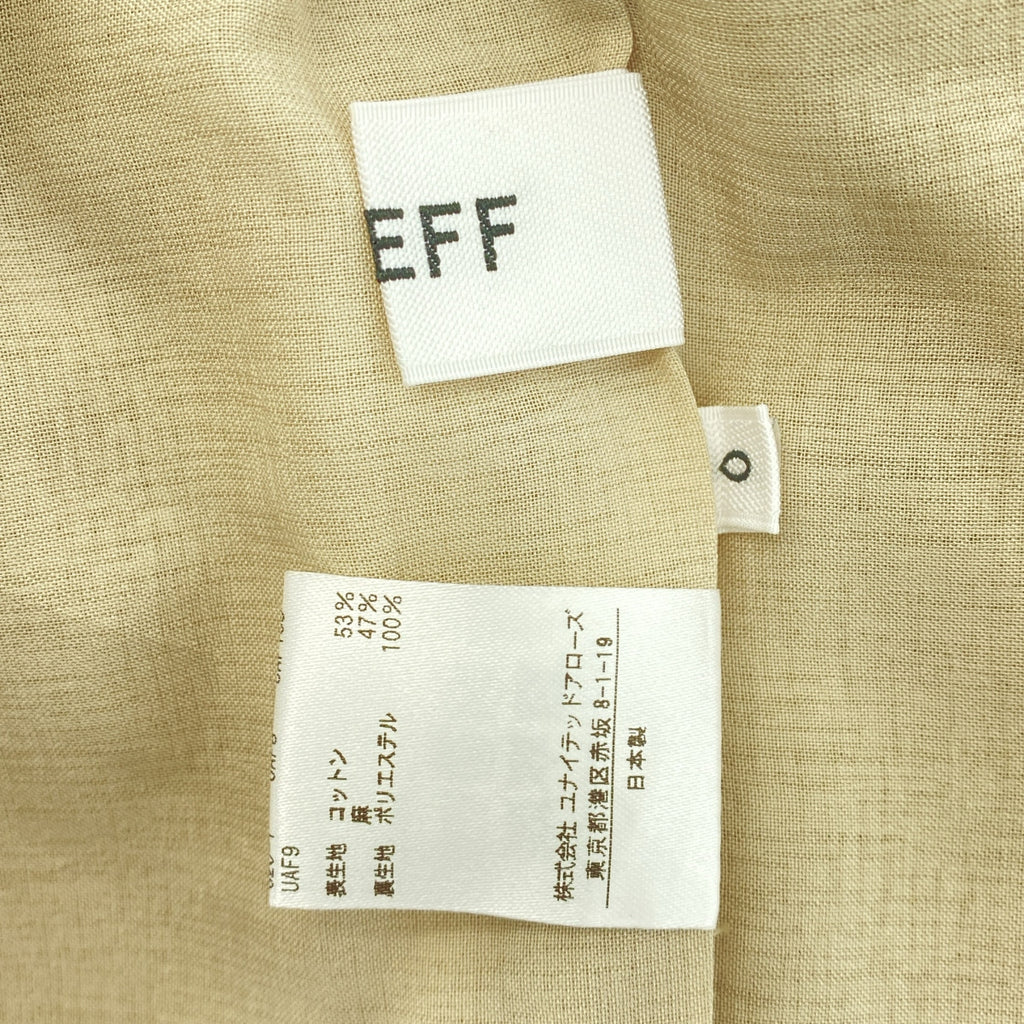 EFF
0
UAF9
表生地 コットン 53%
麻 47%
裏生地 ポリエステル 100%
株式会社 ユナイテッドアローズ
東京都港区赤坂 8-1-19
日本製